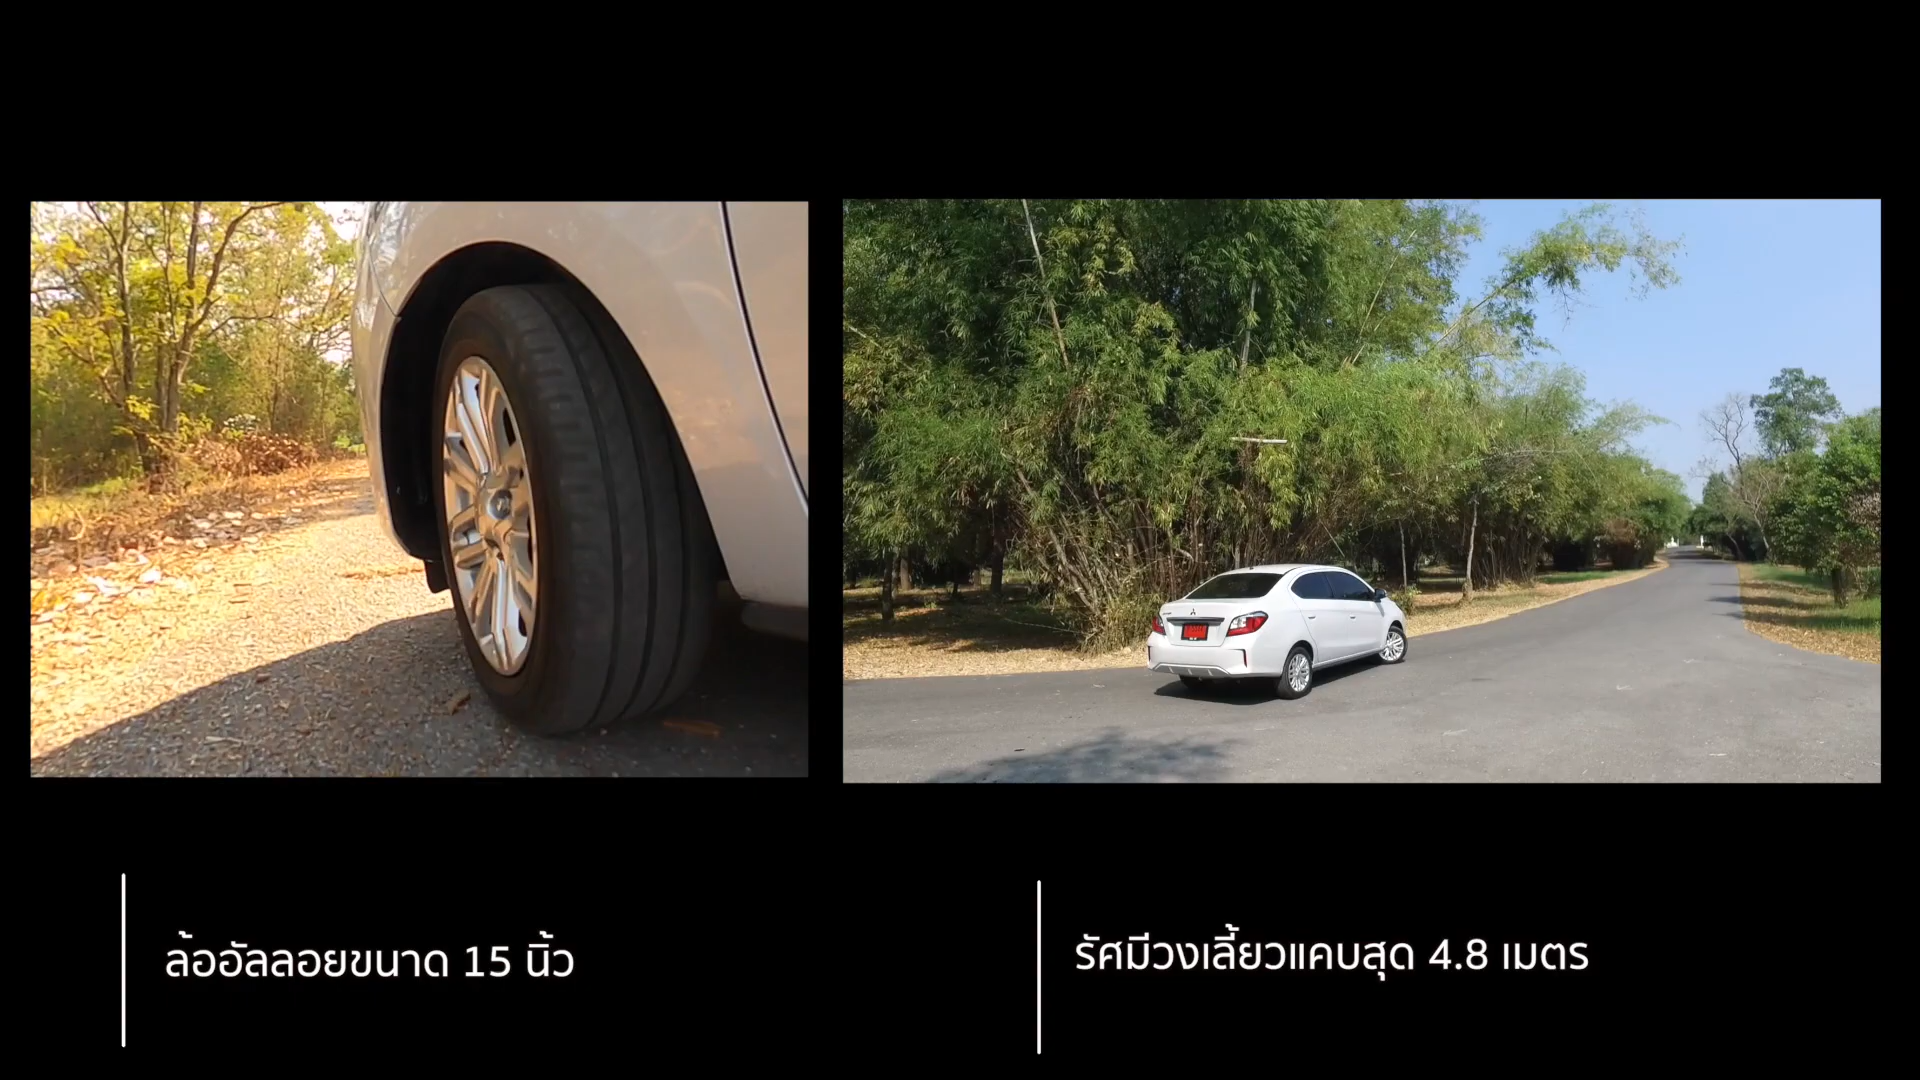 ล้ออัลลอยขนาด 15 นิ้ว
รัศมีวงเลี้ยวแคบสุด 4.8 เมตร